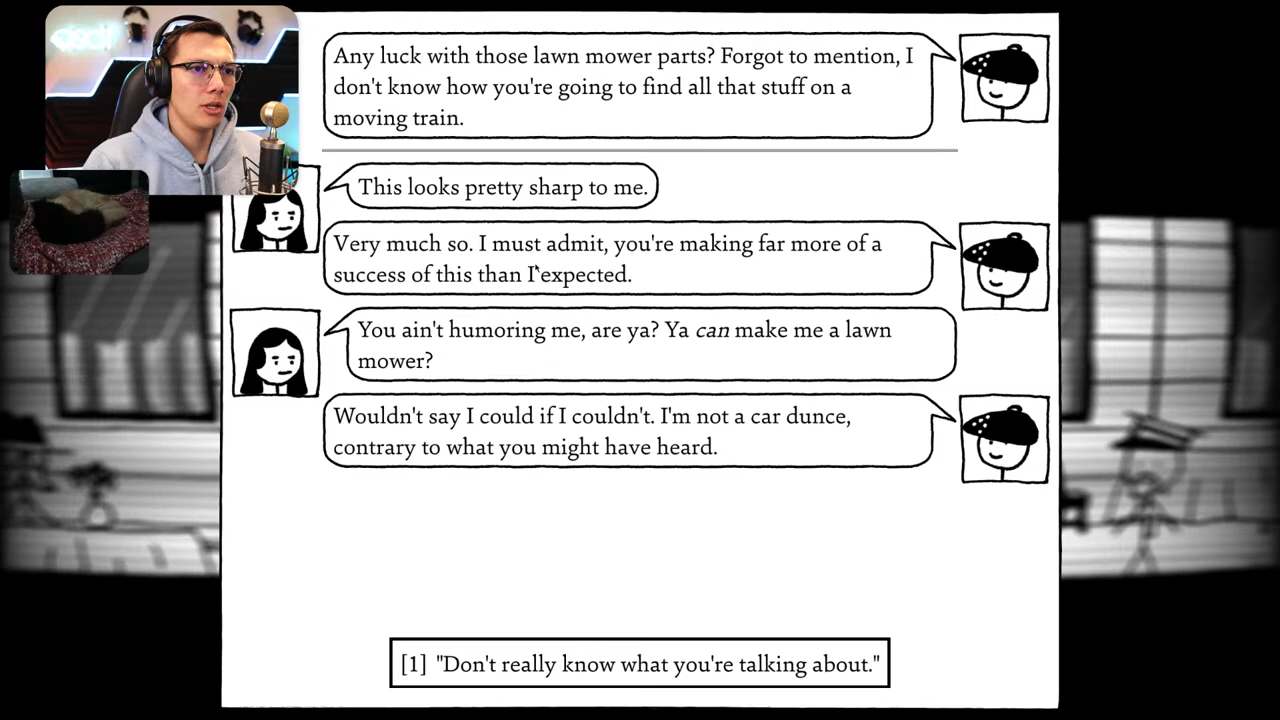 Any luck with those lawn mower parts? Forgot to mention, I
don't know how you're going to find all that stuff on a
moving train.
This looks pretty sharp to me.
Very much so. I must admit, you're making far more of a
success of this than I expected.
You ain't humoring me, are ya? Ya can make me a lawn
mower?
Wouldn't say I could if I couldn't. I'm not a car dunce,
contrary to what you might have heard.
[1] "Don't really know what you're talking about."